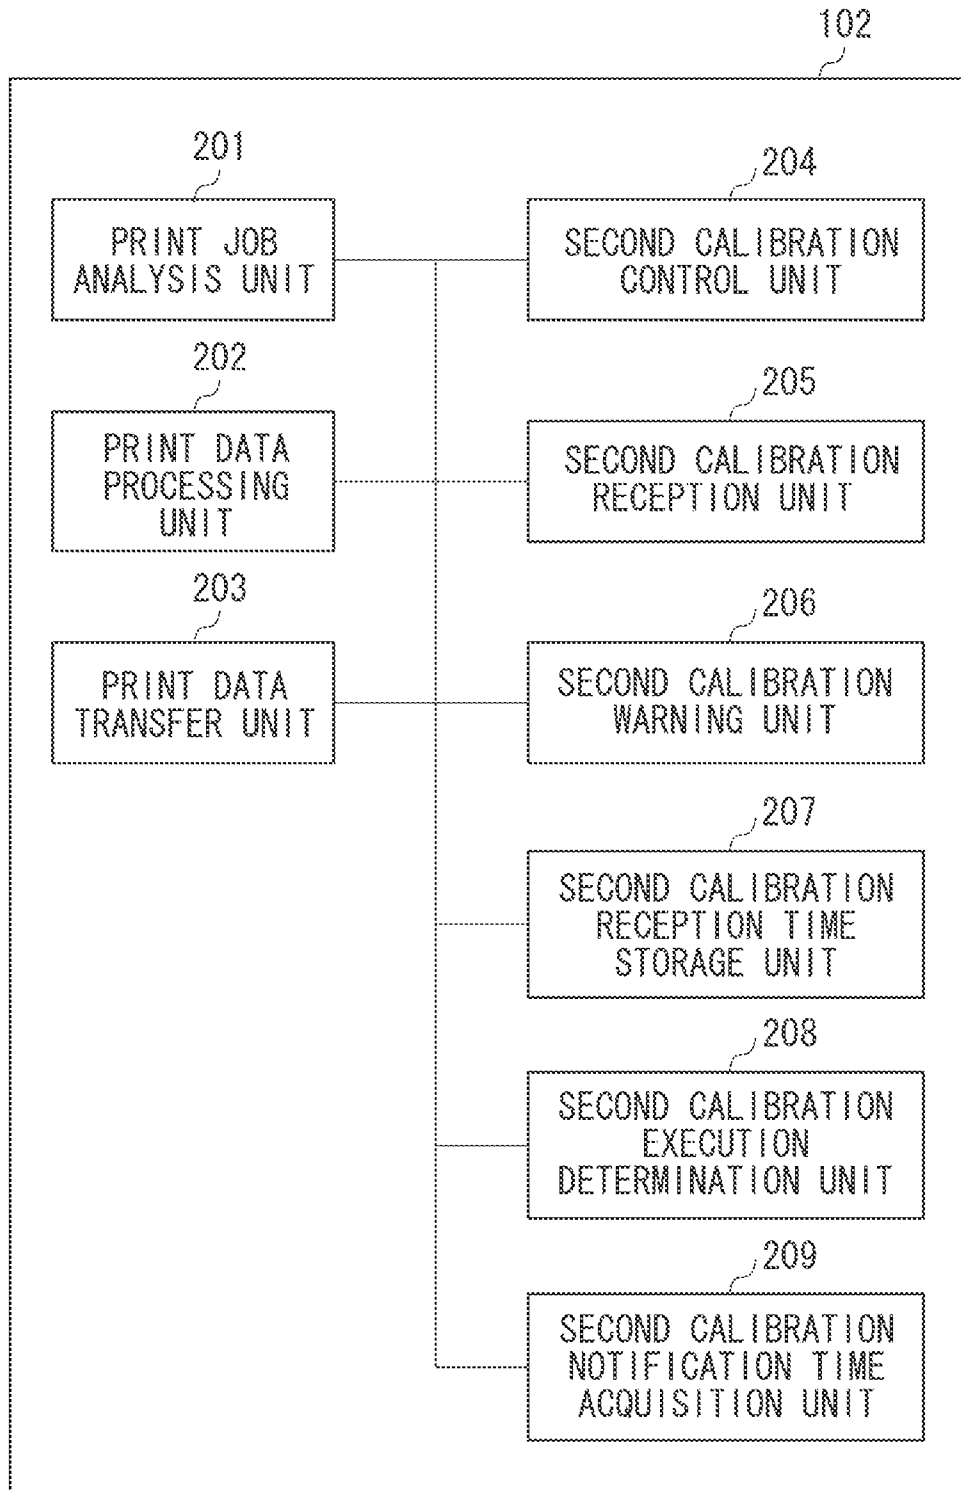 102
201
PRINT JOB
ANALYSIS UNIT
202
PRINT DATA
PROCESSING
UNIT
203
PRINT DATA
TRANSFER UNIT
204
SECOND CALIBRATION
CONTROL UNIT
205
SECOND CALIBRATION
RECEPTION UNIT
206
SECOND CALIBRATION
WARNING UNIT
207
SECOND CALIBRATION
RECEPTION TIME
STORAGE UNIT
208
SECOND CALIBRATION
EXECUTION
DETERMINATION UNIT
209
SECOND CALIBRATION
NOTIFICATION TIME
ACQUISITION UNIT